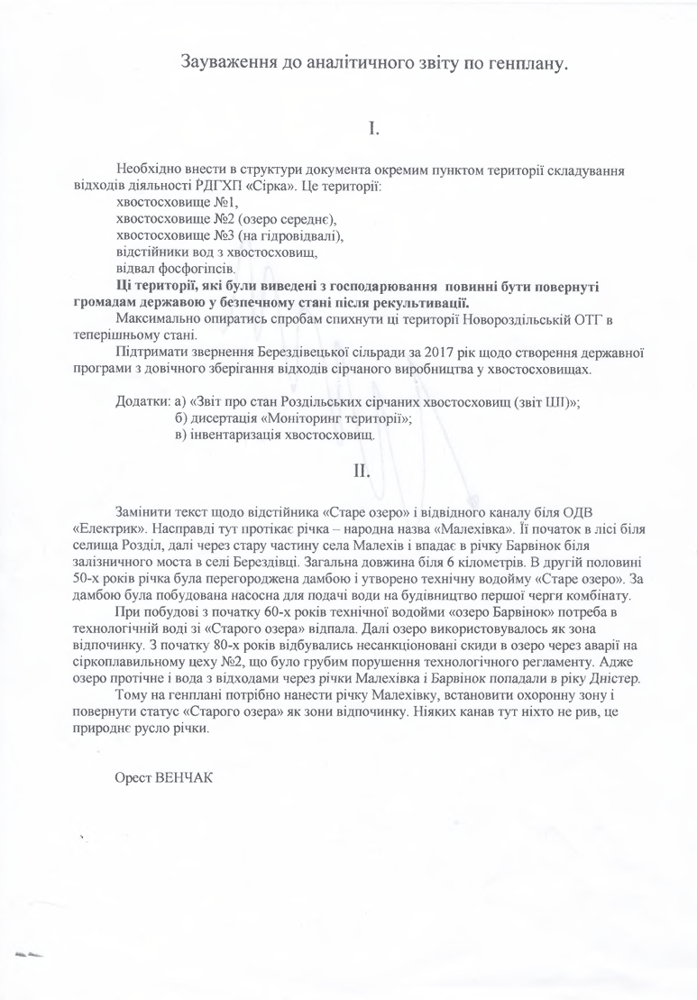 Зауваження до аналітичного звіту по генплану.
I.
Необхідно внести в структури документа окремим пунктом території складування
відходів діяльності РДГХП «Сірка». Це території:
хвостосховище №1,
хвостосховище №2 (озеро середнє),
хвостосховище №3 (на гідровідвалі),
відстійники вод з хвостосховищ,
відвал фосфогіпсів.
Ці території, які були виведені з господарювання повинні бути повернуті
громадам державою у безпечному стані після рекультивації.
Максимально опиратись спробам спихнути ці території Новороздільській ОТГ в
теперішньому стані.
Підтримати звернення Берездівецької сільради за 2017 рік щодо створення державної
програми з довічного зберігання відходів сірчаного виробництва у хвостосховищах.
Додатки: а) «Звіт про стан Роздільських сірчаних хвостосховищ (звіт ШІ)»;
б) дисертація «Моніторинг території»;
в) інвентаризація хвостосховищ.
II.
Замінити текст щодо відстійника «Старе озеро» і відвідного каналу біля ОДВ
«Електрик». Насправді тут протікає річка – народна назва «Малехівка». Її початок в лісі біля
селища Розділ, далі через стару частину села Малехів і впадає в річку Барвінок біля
залізничного моста в селі Берездівці. Загальна довжина біля 6 кілометрів. В другій половині
50-х років річка була перегороджена дамбою і утворено технічну водойму «Старе озеро». За
дамбою була побудована насосна для подачі води на будівництво першої черги комбінату.
При побудові з початку 60-х років технічної водойми «озеро Барвінок» потреба в
технологічній воді зі «Старого озера» відпала. Далі озеро використовувалось як зона
відпочинку. З початку 80-х років відбувались несанкціоновані скиди в озеро через аварії на
сіркоплавильному цеху №2, що було грубим порушення технологічного регламенту. Адже
озеро протічне і вода з відходами через річки Малехівка і Барвінок попадали в ріку Дністер.
Тому на генплані потрібно нанести річку Малехівку, встановити охоронну зону і
повернути статус «Старого озера» як зони відпочинку. Ніяких канав тут ніхто не рив, це
природнє русло річки.
Орест ВЕНЧАК